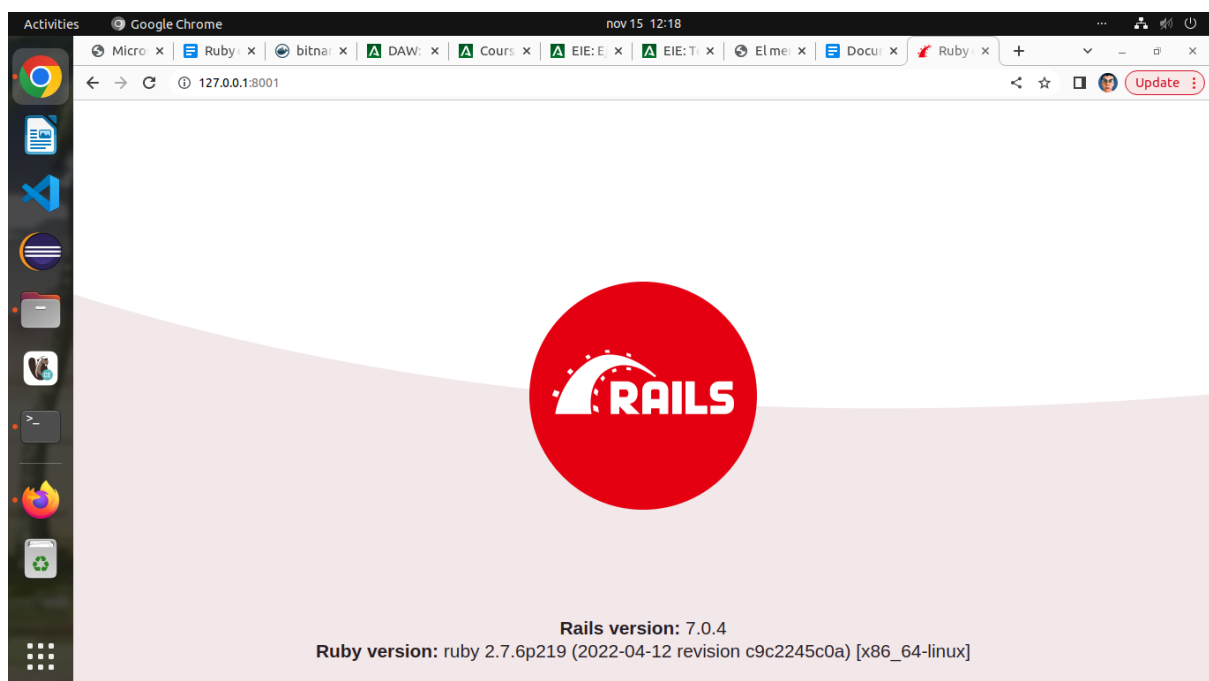 Activities Google Chrome nov 15 12:18
Micro Ruby bitnar DAW: Cours EIE: E EIE: T El me Docur Ruby
127.0.0.1:8001 Update
RAILS
Rails version: 7.0.4
Ruby version: ruby 2.7.6p219 (2022-04-12 revision c9c2245c0a) [x86_64-linux]